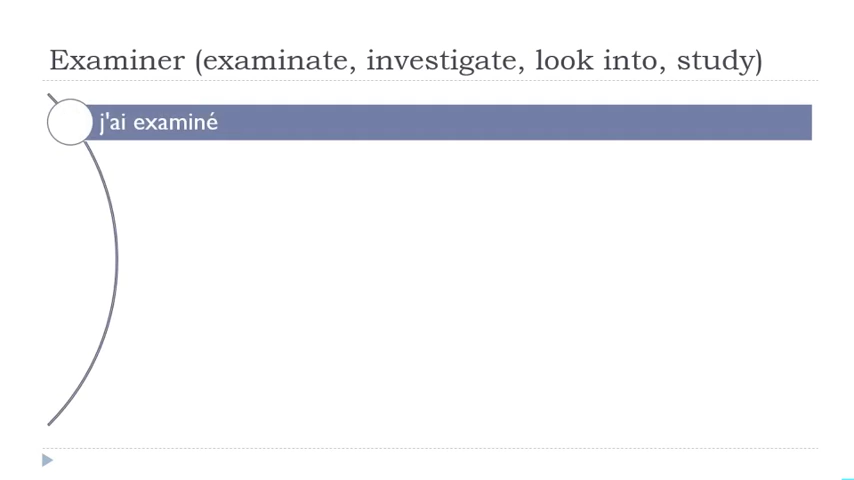 Examiner (examinate, investigate, look into, study)
j'ai examiné